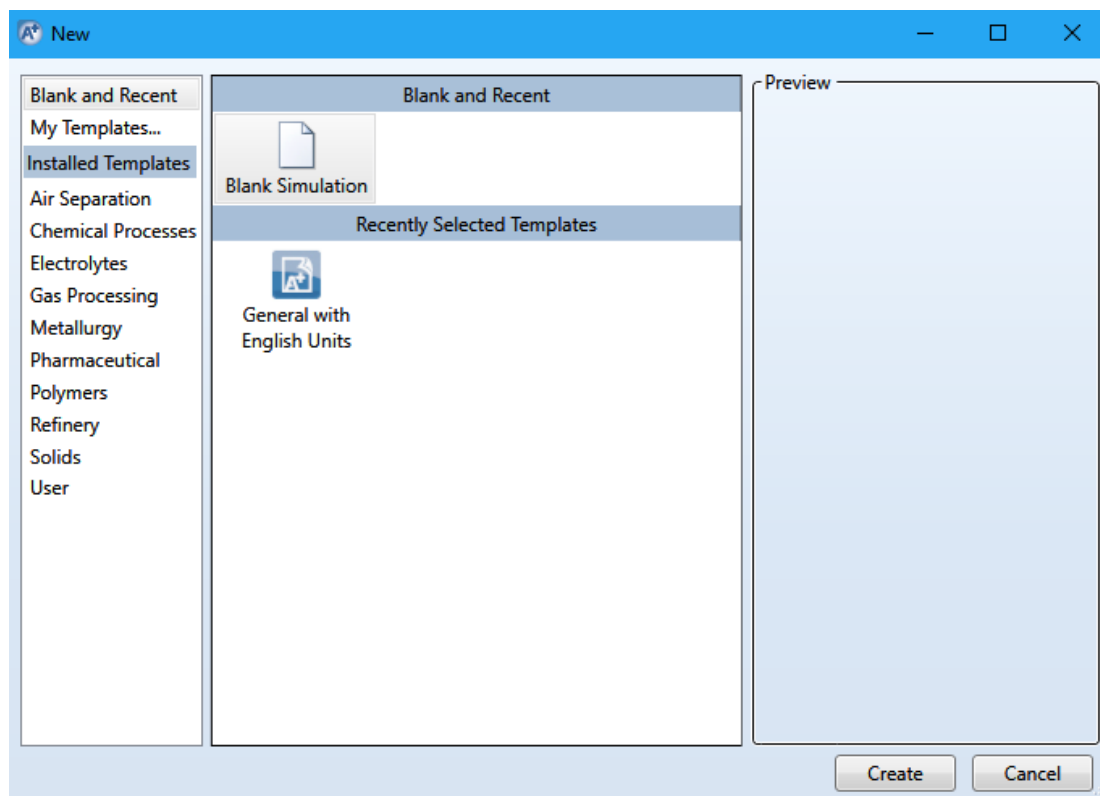 New
Blank and Recent
My Templates...
Installed Templates
Air Separation
Chemical Processes
Electrolytes
Gas Processing
Metallurgy
Pharmaceutical
Polymers
Refinery
Solids
User
Blank and Recent
Blank Simulation
Recently Selected Templates
General with
English Units
Preview
Create
Cancel